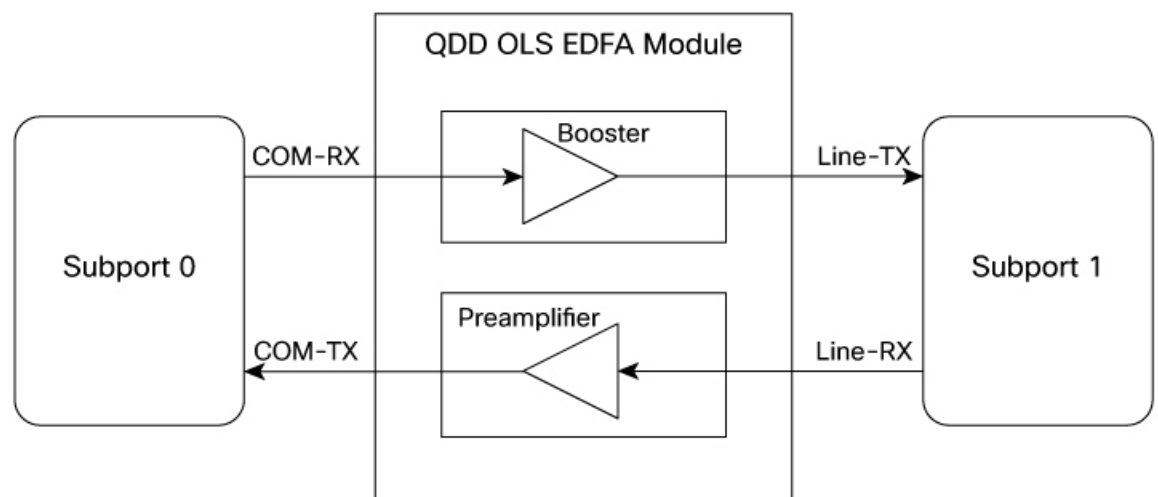 QDD OLS EDFA Module
Booster
COM-RX
Line-TX
Subport 0
Subport 1
Preamplifier
COM-TX
Line-RX